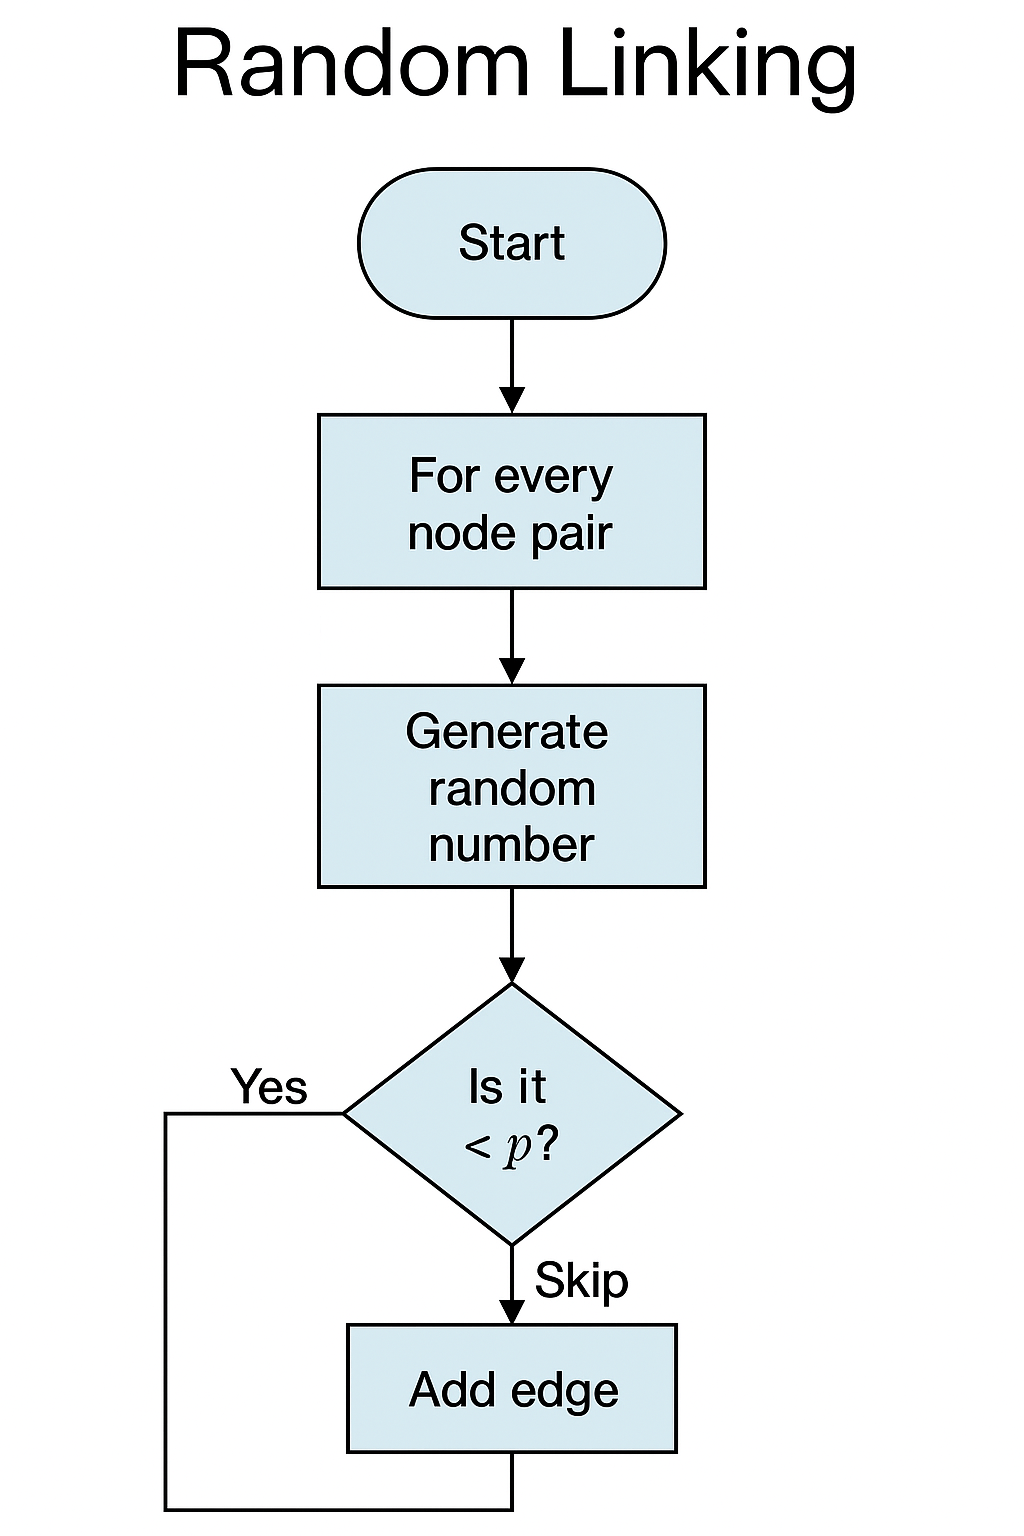 Random Linking
Start
For every
node pair
Generate
random
number
Is it
< p?
Yes
Skip
Add edge